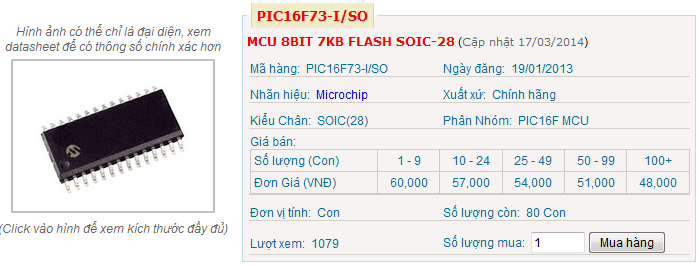 Hình ảnh có thể chỉ là đại diện, xem
datasheet để có thông số chính xác hơn
(Click vào hình để xem kích thước đầy đủ)
PIC16F73-I/SO
MCU 8BIT 7KB FLASH SOIC-28 (Cập nhật 17/03/2014)
Mã hàng: PIC16F73-I/SO Ngày đăng: 19/01/2013
Nhãn hiệu: Microchip Xuất xứ: Chính hãng
Kiểu Chân: SOIC(28) Phân Nhóm: PIC16F MCU
Giá bán:
Số lượng (Con) 1 - 9 10 - 24 25 - 49 50 - 99 100+
Đơn Giá (VNĐ) 60,000 57,000 54,000 51,000 48,000
Đơn vị tính: Con Số lượng còn: 80 Con
Lượt xem: 1079 Số lượng mua: 1 Mua hàng